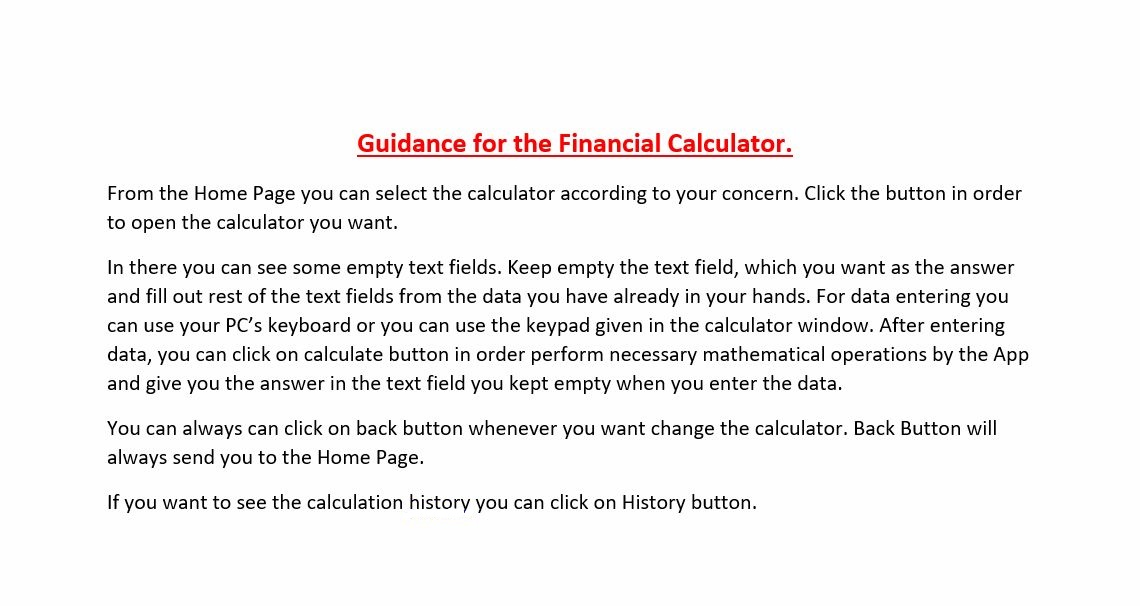 Guidance for the Financial Calculator.
From the Home Page you can select the calculator according to your concern. Click the button in order
to open the calculator you want.
In there you can see some empty text fields. Keep empty the text field, which you want as the answer
and fill out rest of the text fields from the data you have already in your hands. For data entering you
can use your PC’s keyboard or you can use the keypad given in the calculator window. After entering
data, you can click on calculate button in order perform necessary mathematical operations by the App
and give you the answer in the text field you kept empty when you enter the data.
You can always can click on back button whenever you want change the calculator. Back Button will
always send you to the Home Page.
If you want to see the calculation history you can click on History button.